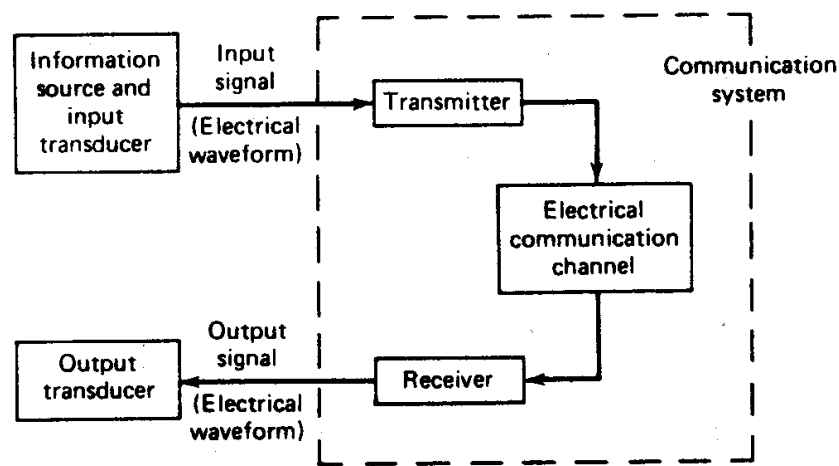 Information
source and
input
transducer
Input
signal
(Electrical
waveform)
Transmitter
Communication
system
Electrical
communication
channel
Output
transducer
Output
signal
(Electrical
waveform)
Receiver